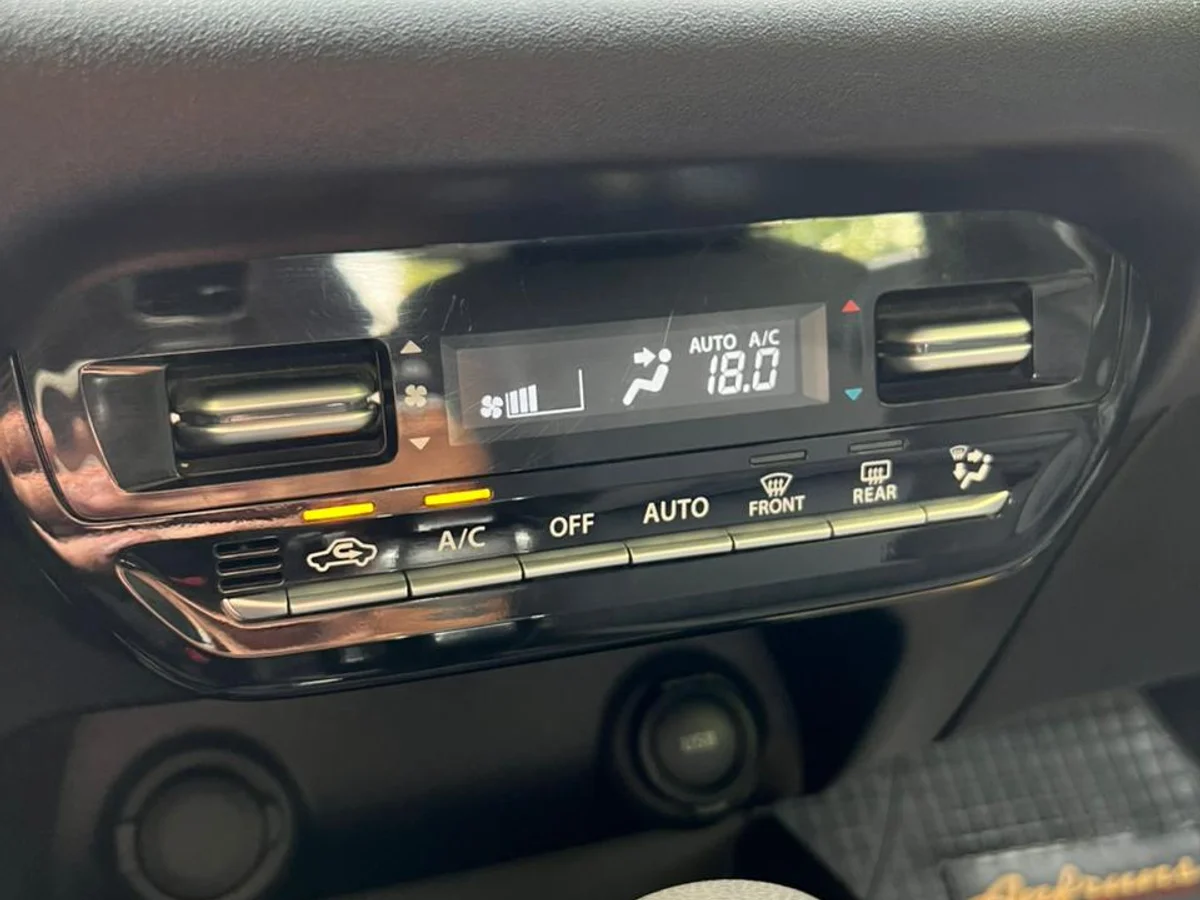 AUTO A/C
18.0
A/C
OFF
AUTO
FRONT
REAR
USB